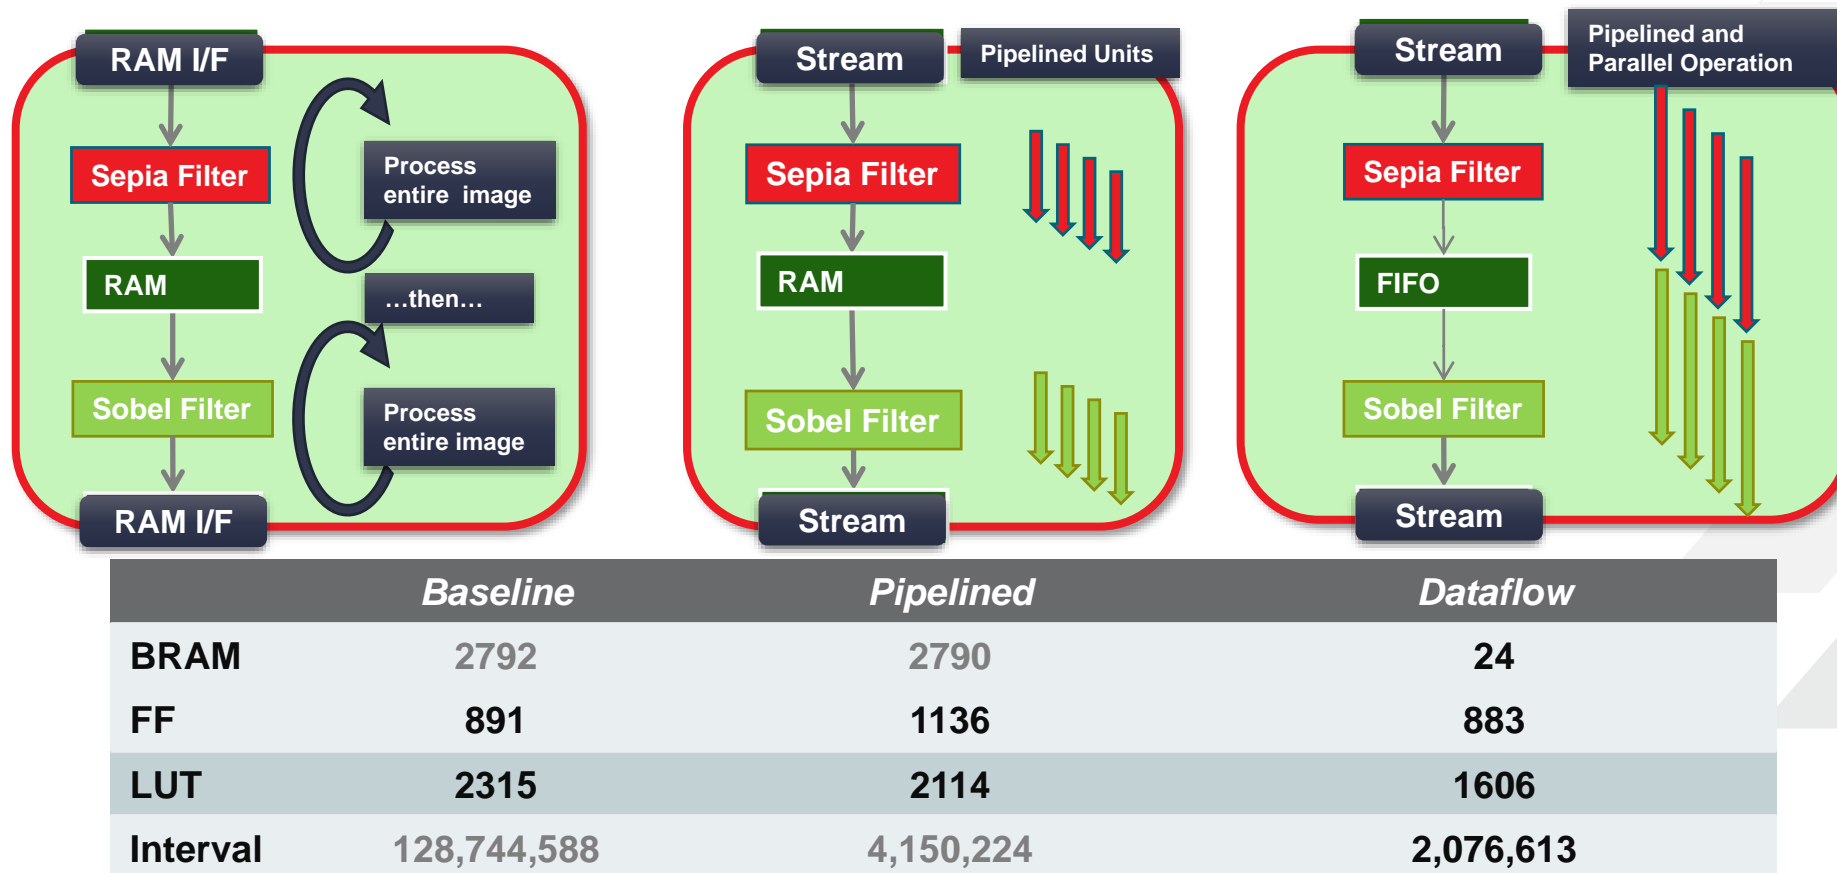 RAM I/F
Sepia Filter
RAM
Sobel Filter
RAM I/F
Process
entire  image
…then…
Process
entire image
Stream
Pipelined Units
Sepia Filter
RAM
Sobel Filter
Stream
Stream
Pipelined and
Parallel Operation
Sepia Filter
FIFO
Sobel Filter
Stream
Baseline Pipelined Dataflow
BRAM 2792 2790 24
FF 891 1136 883
LUT 2315 2114 1606
Interval 128,744,588 4,150,224 2,076,613